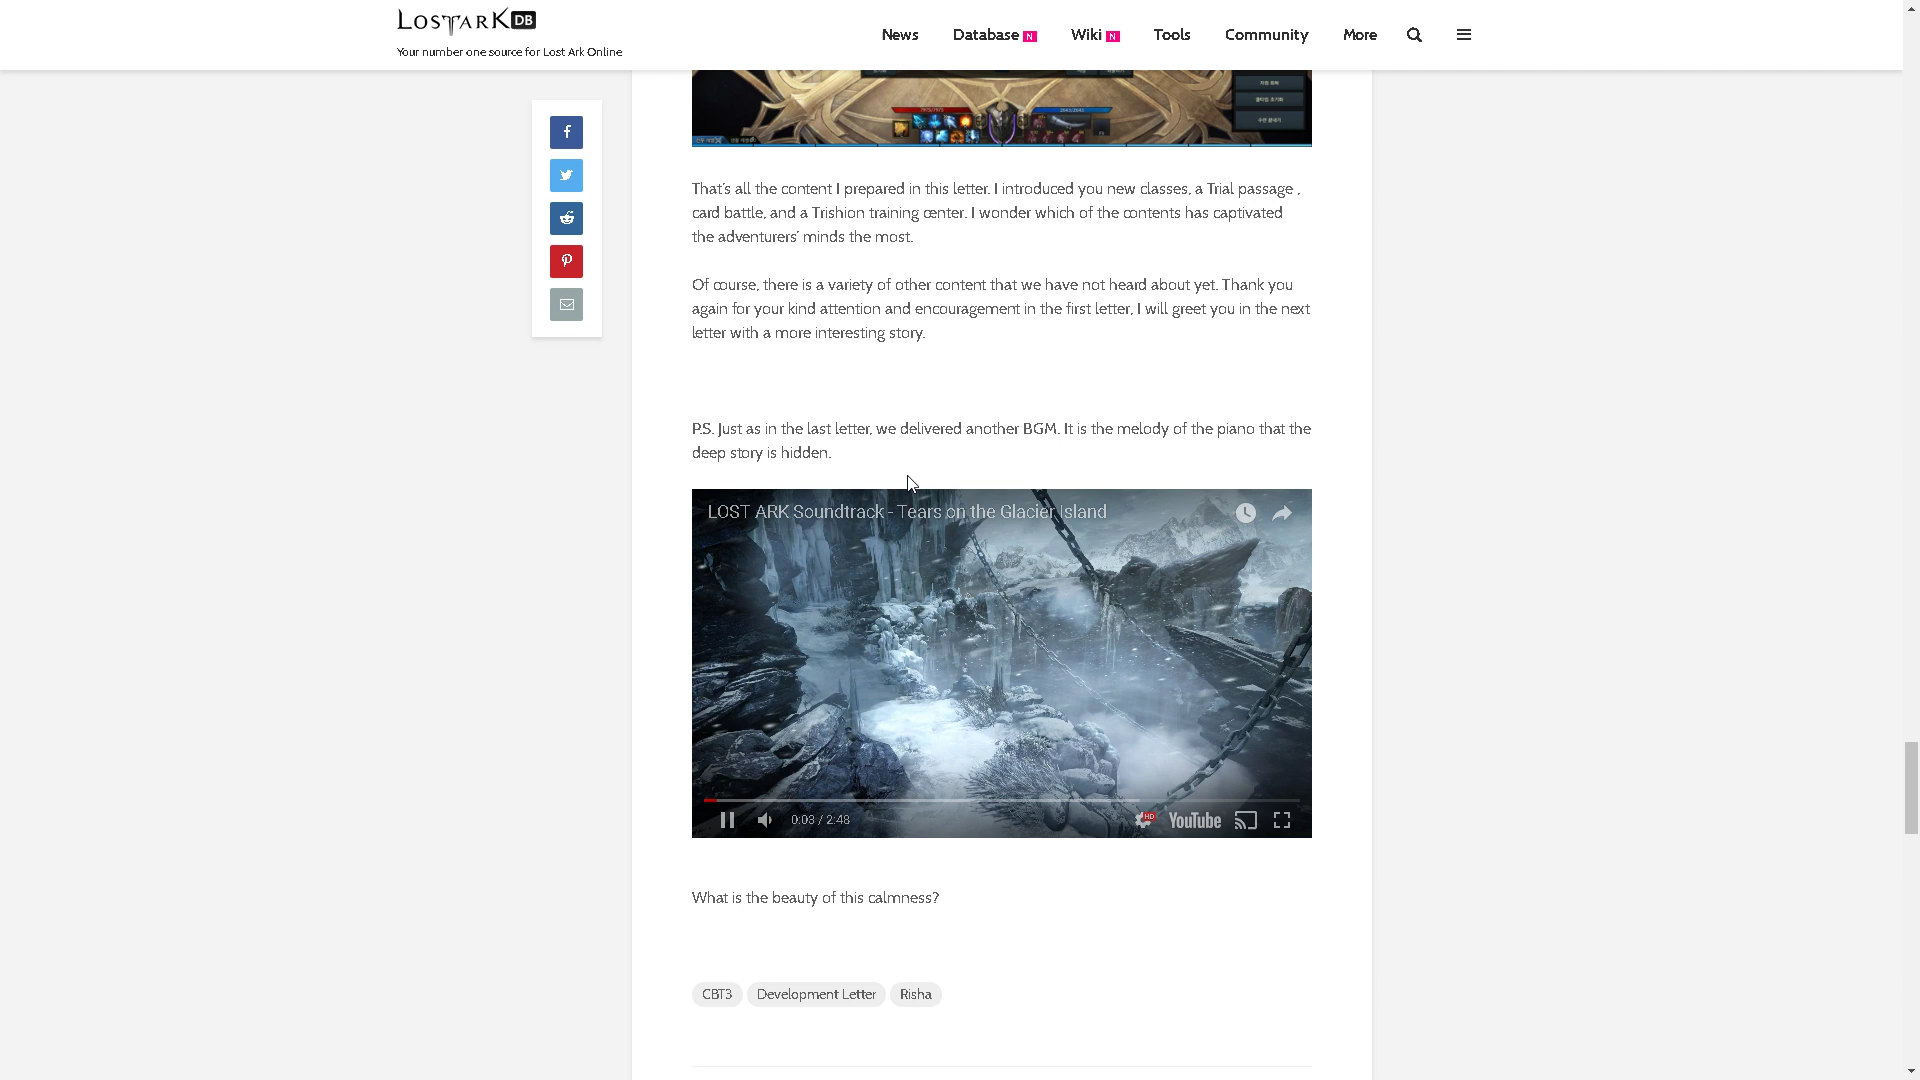 LOSTARK DB
Your number one source for Lost Ark Online
News Database N Wiki N Tools Community More
That's all the content I prepared in this letter. I introduced you new classes, a Trial passage ,
card battle, and a Trishion training center. I wonder which of the contents has captivated
the adventurers' minds the most.
Of course, there is a variety of other content that we have not heard about yet. Thank you
again for your kind attention and encouragement in the first letter, I will greet you in the next
letter with a more interesting story.
P.S. Just as in the last letter, we delivered another BGM. It is the melody of the piano that the
deep story is hidden.
LOST ARK Soundtrack - Tears on the Glacier Island
0:03 / 2:48
HD
YouTube
What is the beauty of this calmness?
CBT3 Development Letter Risha